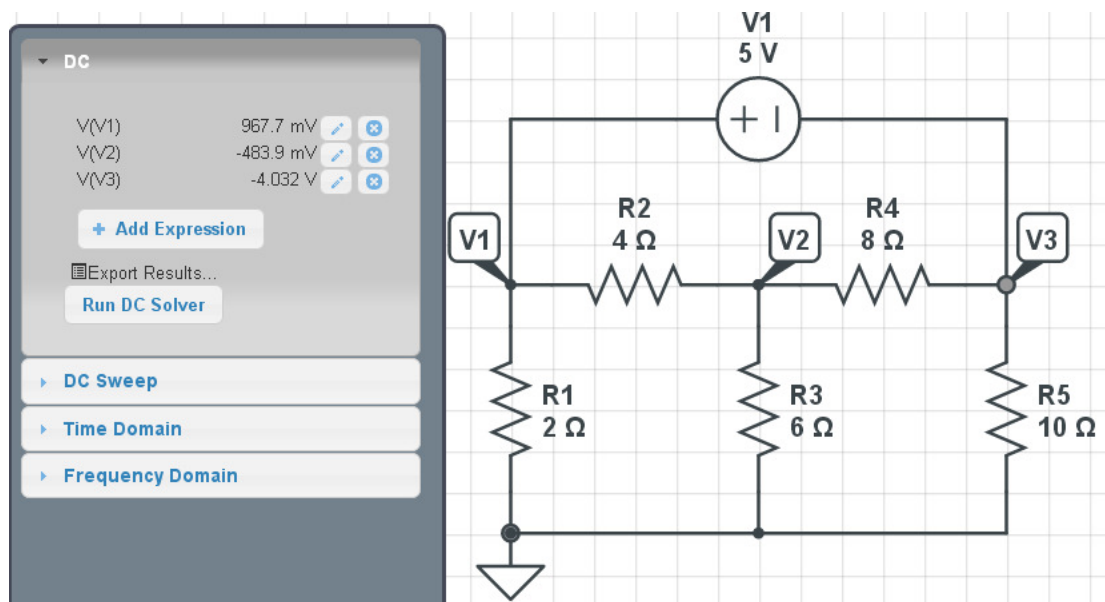 DC
V(V1) 967.7 mV
V(V2) -483.9 mV
V(V3) -4.032 V
+ Add Expression
Export Results...
Run DC Solver
DC Sweep
Time Domain
Frequency Domain
V1
5 V
+ -
R2
4 Ω
R4
8 Ω
V1
V2
V3
R1
2 Ω
R3
6 Ω
R5
10 Ω